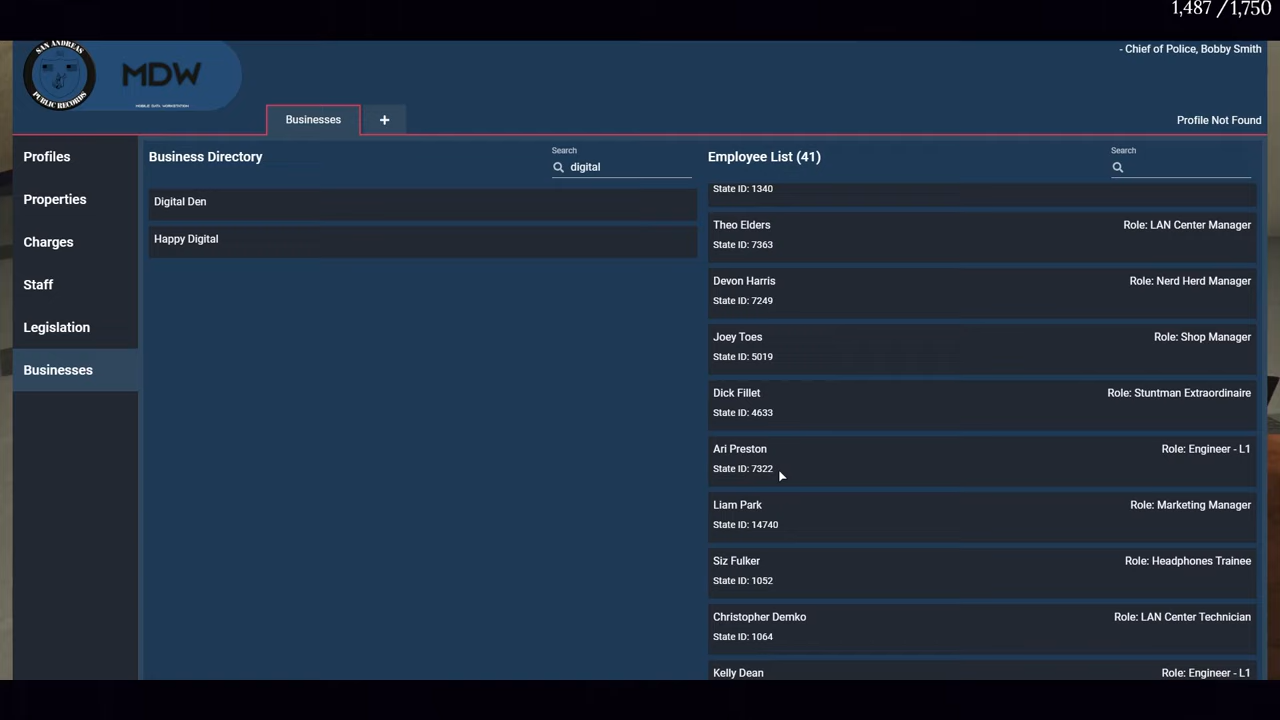 1,487 / 1,750
SAN ANDREAS
PUBLIC RECORDS
MDW
MOBILE DATA WORKSTATION
- Chief of Police, Bobby Smith
Businesses
+
Profile Not Found
Profiles
Properties
Charges
Staff
Legislation
Businesses
Business Directory
Search
digital
Digital Den
Happy Digital
Employee List (41)
Search
State ID: 1340
Theo Elders
Role: LAN Center Manager
State ID: 7363
Devon Harris
Role: Nerd Herd Manager
State ID: 7249
Joey Toes
Role: Shop Manager
State ID: 5019
Dick Fillet
Role: Stuntman Extraordinaire
State ID: 4633
Ari Preston
Role: Engineer - L1
State ID: 7322
Liam Park
Role: Marketing Manager
State ID: 14740
Siz Fulker
Role: Headphones Trainee
State ID: 1052
Christopher Demko
Role: LAN Center Technician
State ID: 1064
Kelly Dean
Role: Engineer - L1